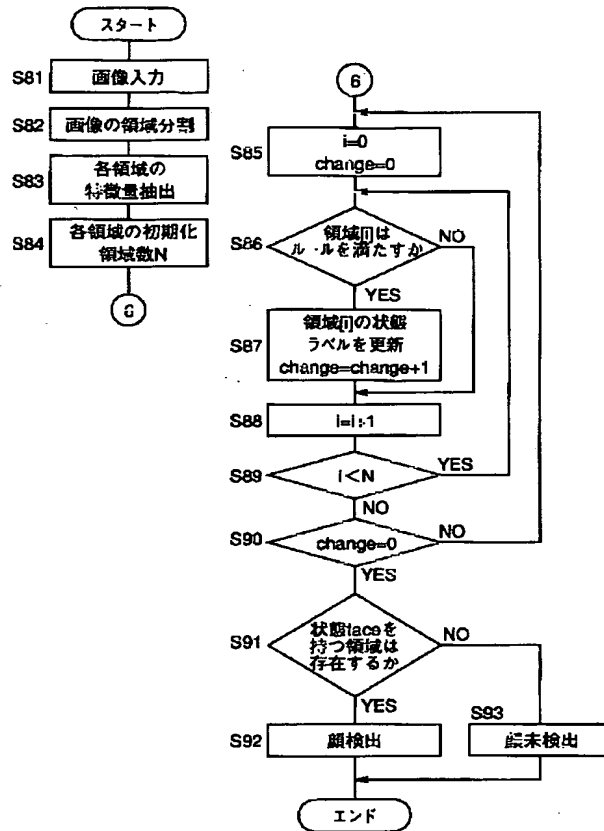 スタート
S81
画像入力
S82
画像の領域分割
S83
各領域の
特徴量抽出
S84
各領域の初期化
領域数N
6
6
S85
i=0
change=0
S86
領域[i]は
ルールを満たすか
NO
YES
S87
領域[i]の状態
ラベルを更新
change=change+1
S88
i=i+1
S89
i<N
YES
NO
S90
change=0
NO
YES
S91
状態faceを
持つ領域は
存在するか
NO
YES
S92
顔検出
S93
顔未検出
エンド